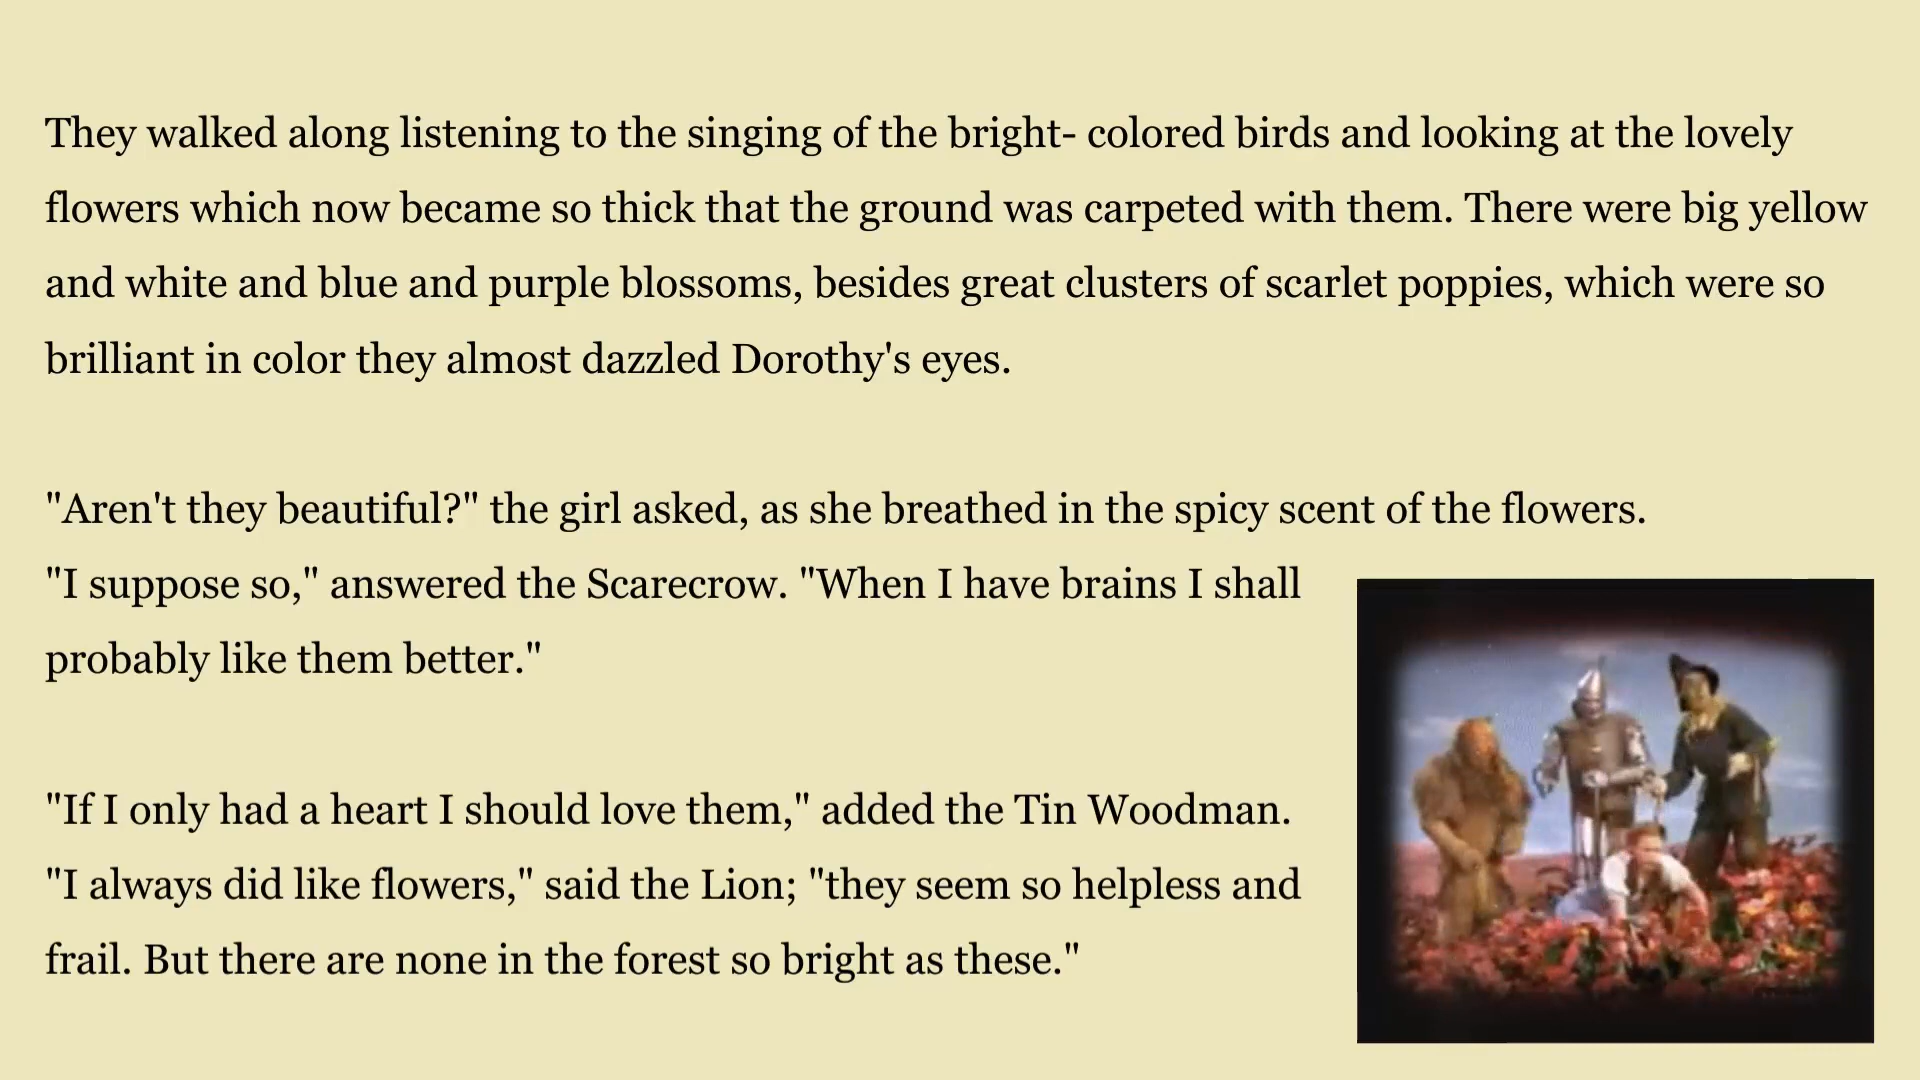 They walked along listening to the singing of the bright- colored birds and looking at the lovely
flowers which now became so thick that the ground was carpeted with them. There were big yellow
and white and blue and purple blossoms, besides great clusters of scarlet poppies, which were so
brilliant in color they almost dazzled Dorothy's eyes.
"Aren't they beautiful?" the girl asked, as she breathed in the spicy scent of the flowers.
"I suppose so," answered the Scarecrow. "When I have brains I shall
probably like them better."
"If I only had a heart I should love them," added the Tin Woodman.
"I always did like flowers," said the Lion; "they seem so helpless and
frail. But there are none in the forest so bright as these."